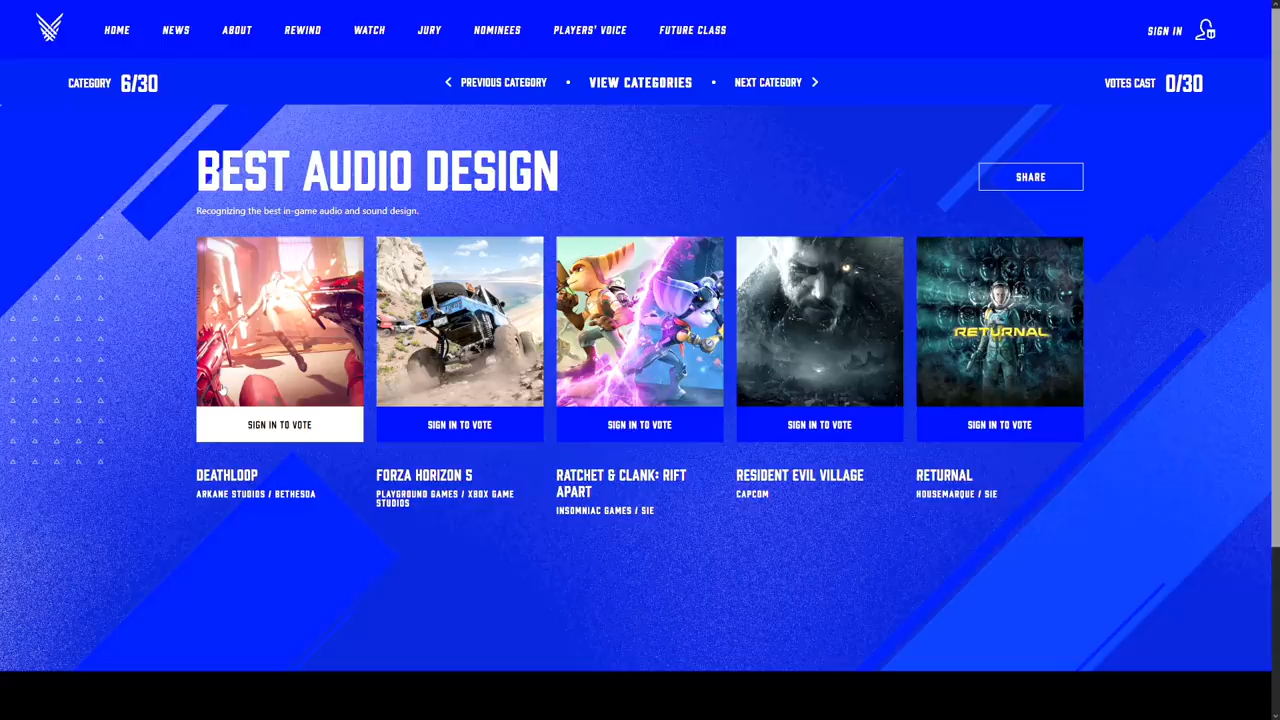 HOME NEWS ABOUT REWIND WATCH JURY NOMINEES PLAYERS' VOICE FUTURE CLASS SIGN IN
CATEGORY 6/30 PREVIOUS CATEGORY • VIEW CATEGORIES • NEXT CATEGORY VOTES CAST 0/30
BEST AUDIO DESIGN
SHARE
Recognizing the best in-game audio and sound design.
RETURNAL
SIGN IN TO VOTE SIGN IN TO VOTE SIGN IN TO VOTE SIGN IN TO VOTE SIGN IN TO VOTE
DEATHLOOP
ARKANE STUDIOS / BETHESDA
FORZA HORIZON 5
PLAYGROUND GAMES / XBOX GAME
STUDIOS
RATCHET & CLANK: RIFT
APART
INSOMNIAC GAMES / SIE
RESIDENT EVIL VILLAGE
CAPCOM
RETURNAL
HOUSEMARQUE / SIE